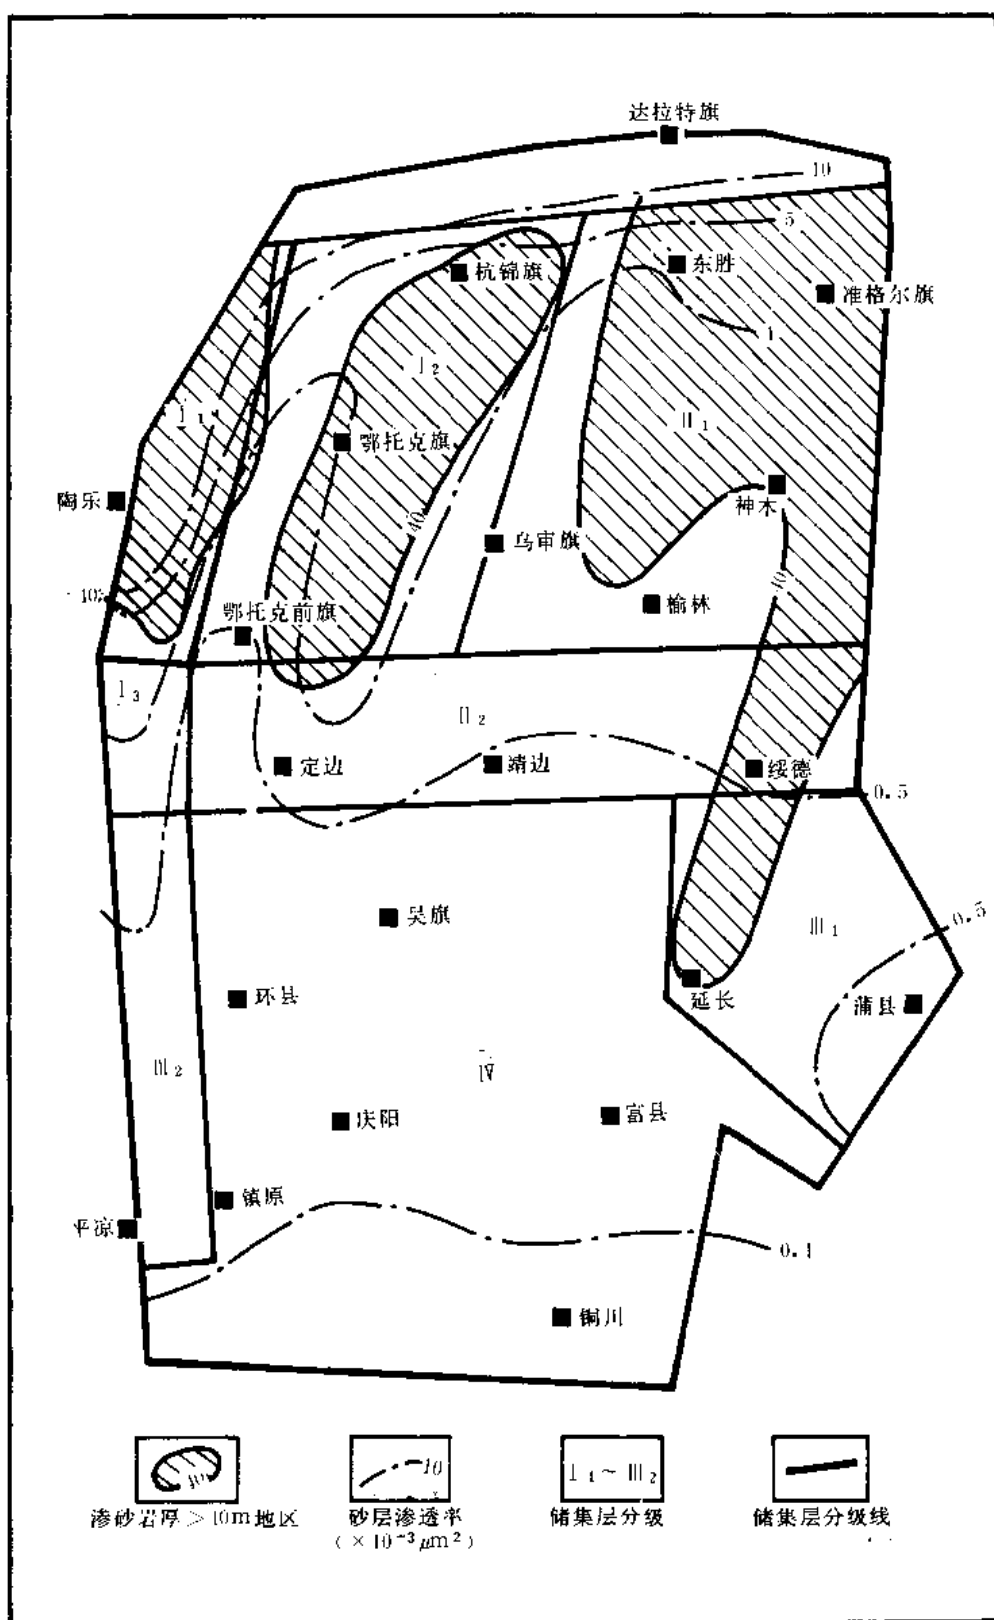 达拉特旗
10
5
东胜
杭锦旗
准格尔旗
1
I₂
I₁
II₁
鄂托克旗
陶乐
神木
40
乌审旗
10
40
榆林
鄂托克前旗
I₃
II₂
定边
靖边
绥德
0.5
吴旗
III₁
0.5
环县
延长
蒲县
III₂
IV
庆阳
富县
镇原
平凉
0.1
铜川
10
I₁~III₂
渗砂岩厚>10m地区
砂层渗透率
(×10⁻³μm²)
储集层分级
储集层分级线